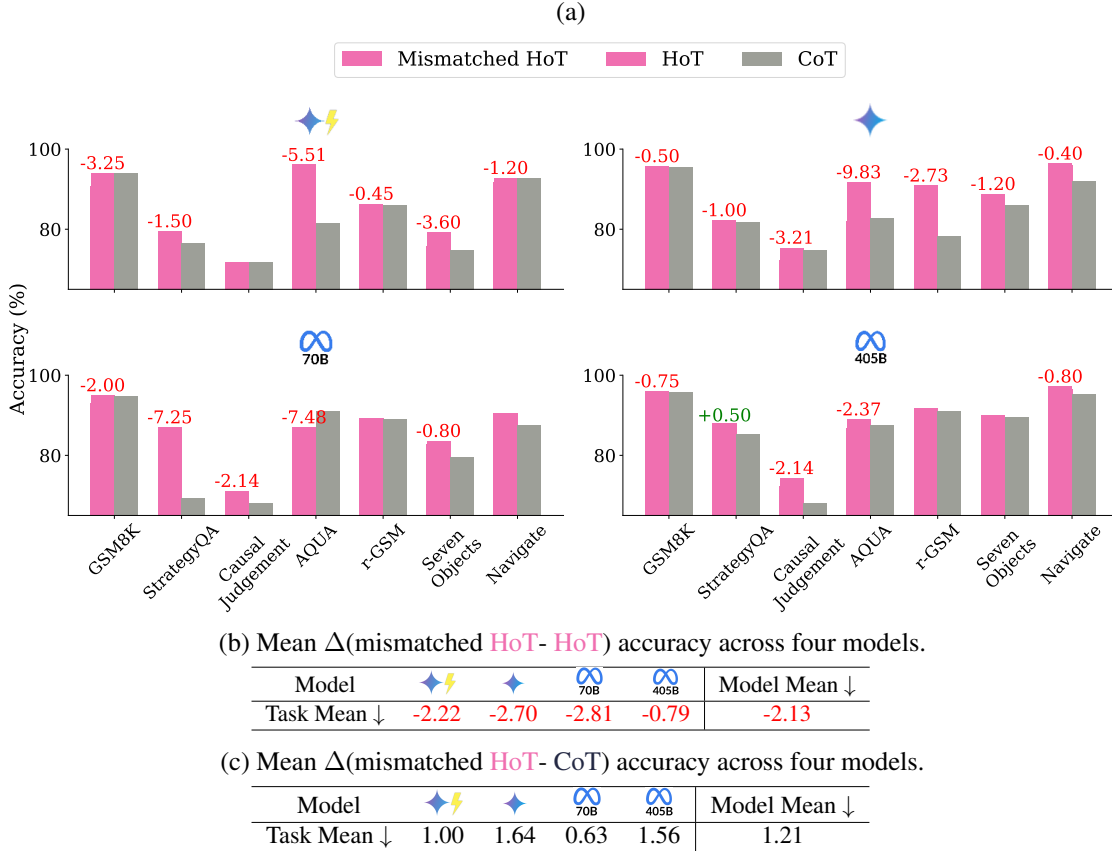 (a)
Mismatched HoT HoT CoT
Accuracy (%)
100
80
-3.25
-1.50
-5.51
-0.45
-3.60
-1.20
100
80
-0.50
-1.00
-3.21
-9.83
-2.73
-1.20
-0.40
70B
100
80
-2.00
-7.25
-2.14
-7.48
-0.80
GSM8K
StrategyQA
Causal
Judgement
AQUA
r-GSM
Seven
Objects
Navigate
405B
100
80
-0.75
+0.50
-2.14
-2.37
-0.80
GSM8K
StrategyQA
Causal
Judgement
AQUA
r-GSM
Seven
Objects
Navigate
(b) Mean Δ(mismatched HoT- HoT) accuracy across four models.
Model 70B 405B Model Mean ↓
Task Mean ↓ -2.22 -2.70 -2.81 -0.79 -2.13
(c) Mean Δ(mismatched HoT- CoT) accuracy across four models.
Model 70B 405B Model Mean ↓
Task Mean ↓ 1.00 1.64 0.63 1.56 1.21